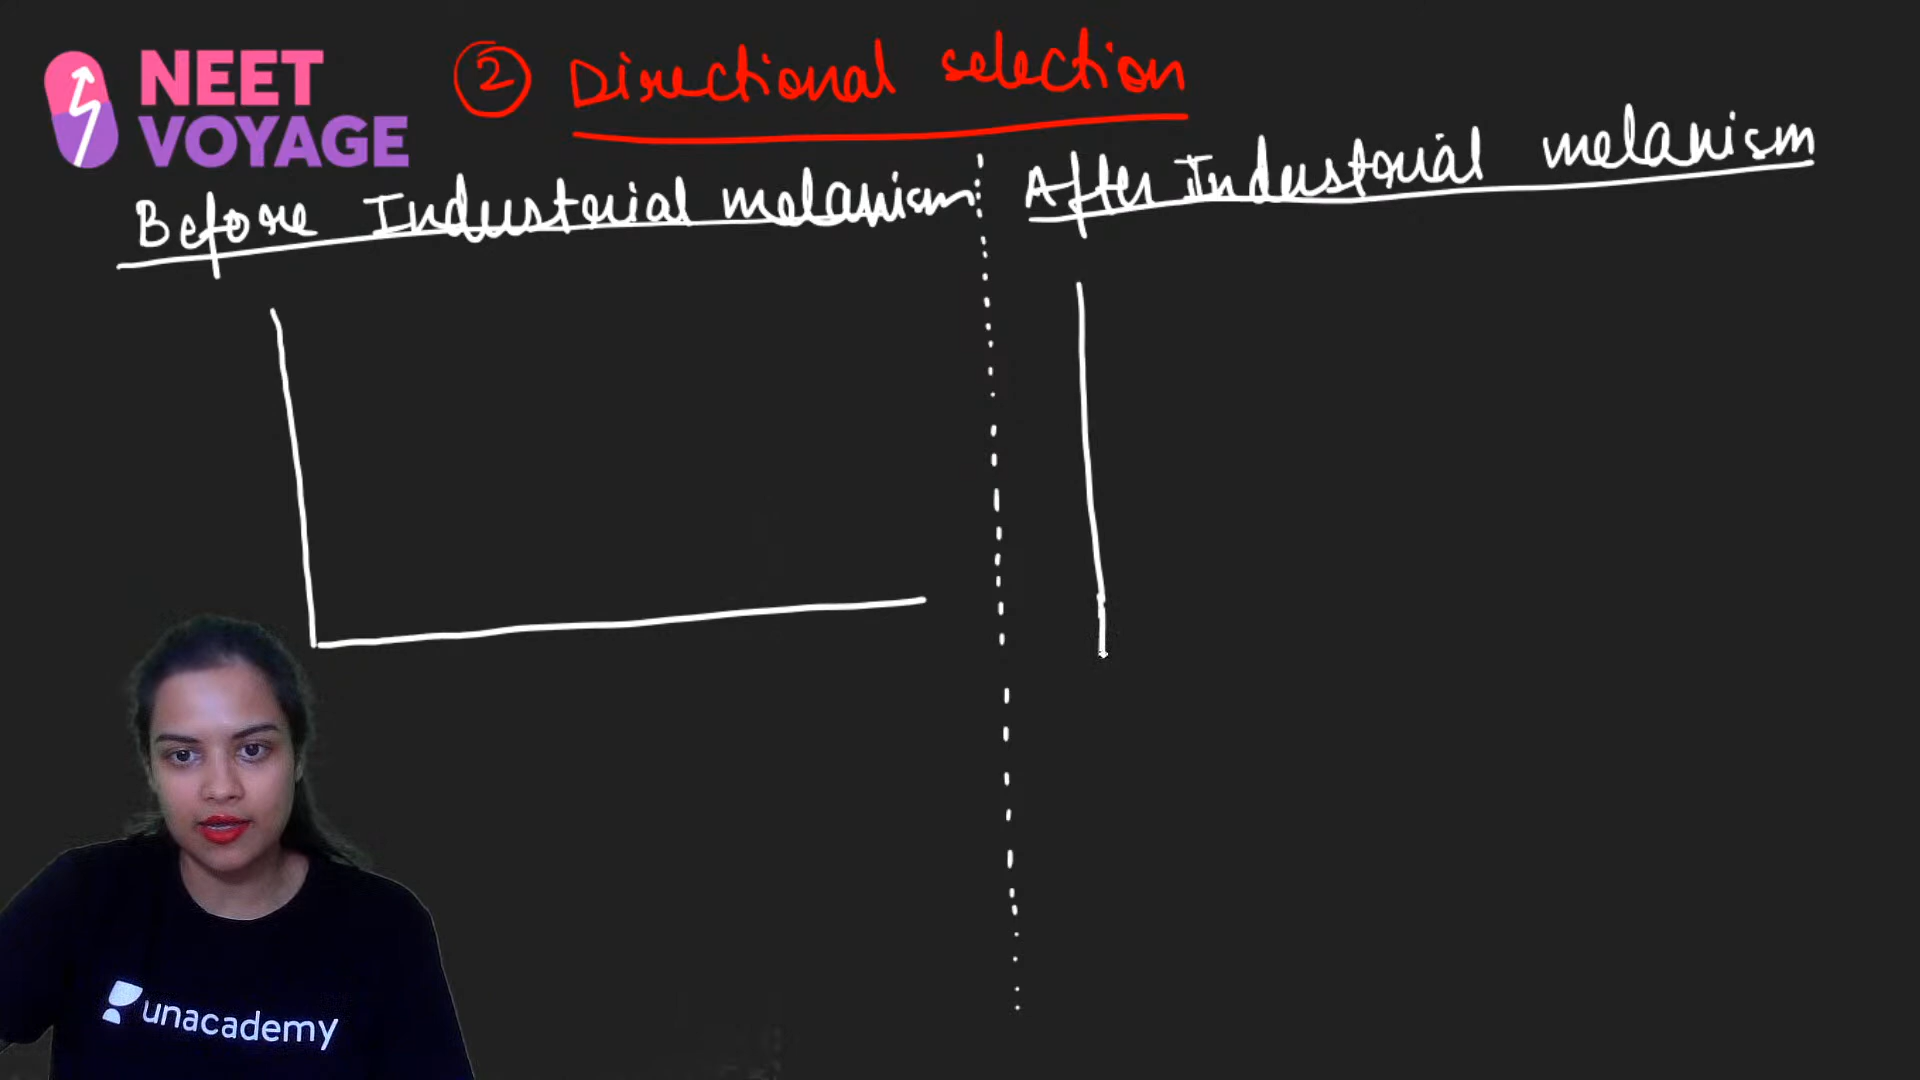 NEET
VOYAGE
② Directional selection
Before Industrial melanism
After Industrial melanism
unacademy